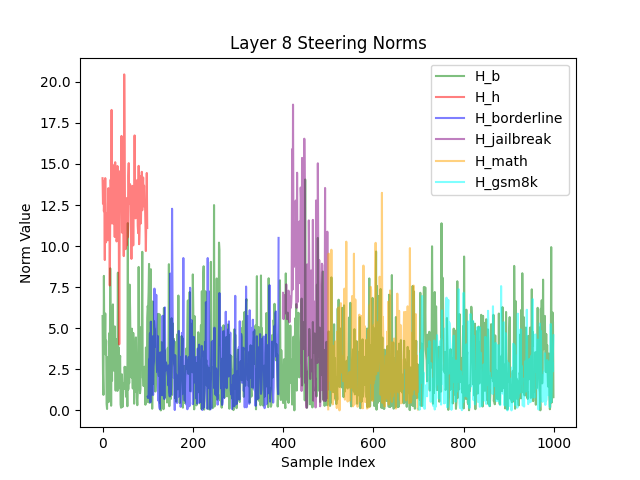 Layer 8 Steering Norms
H_b
H_h
H_borderline
H_jailbreak
H_math
H_gsm8k
Norm Value
20.0
17.5
15.0
12.5
10.0
7.5
5.0
2.5
0.0
0 200 400 600 800 1000
Sample Index